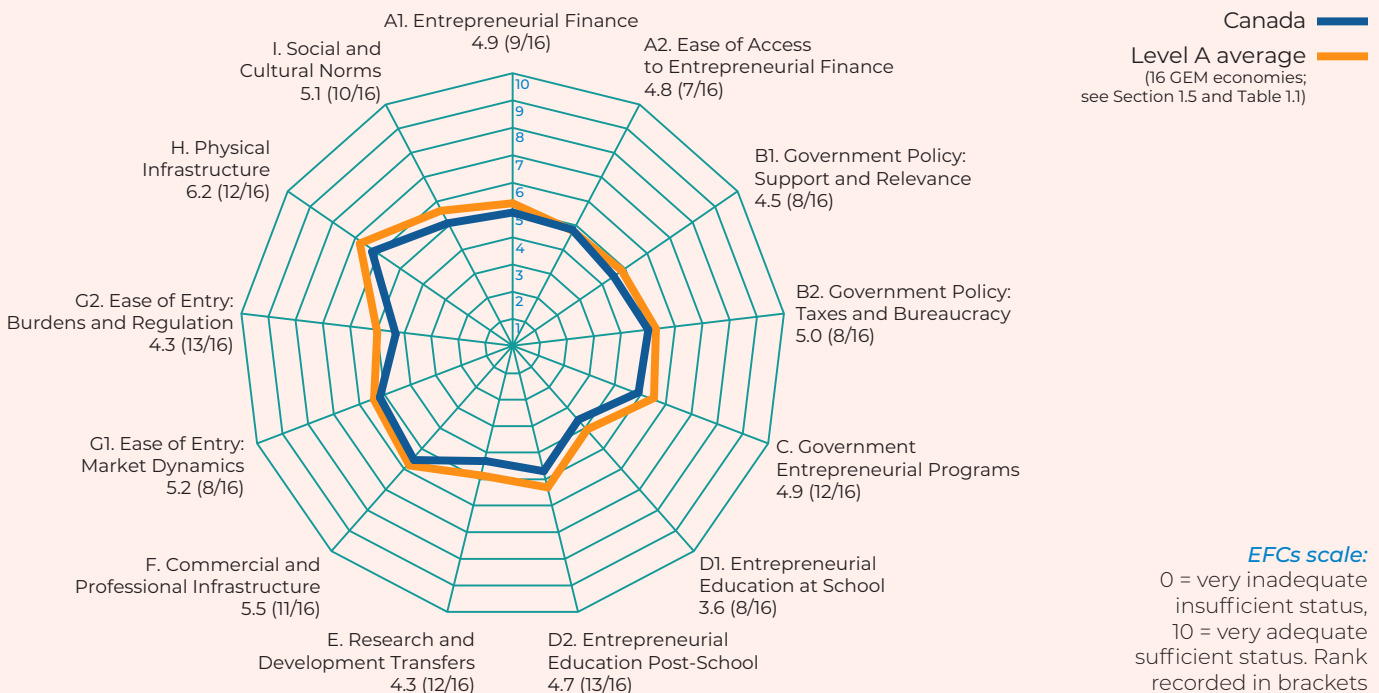 A1. Entrepreneurial Finance
4.9 (9/16)
A2. Ease of Access
to Entrepreneurial Finance
4.8 (7/16)
B1. Government Policy:
Support and Relevance
4.5 (8/16)
B2. Government Policy:
Taxes and Bureaucracy
5.0 (8/16)
C. Government
Entrepreneurial Programs
4.9 (12/16)
D1. Entrepreneurial
Education at School
3.6 (8/16)
D2. Entrepreneurial
Education Post-School
4.7 (13/16)
E. Research and
Development Transfers
4.3 (12/16)
F. Commercial and
Professional Infrastructure
5.5 (11/16)
G1. Ease of Entry:
Market Dynamics
5.2 (8/16)
G2. Ease of Entry:
Burdens and Regulation
4.3 (13/16)
H. Physical
Infrastructure
6.2 (12/16)
I. Social and
Cultural Norms
5.1 (10/16)
10
9
8
7
6
5
4
3
2
1
Canada
Level A average
(16 GEM economies;
see Section 1.5 and Table 1.1)
EFCs scale:
0 = very inadequate
insufficient status,
10 = very adequate
sufficient status. Rank
recorded in brackets